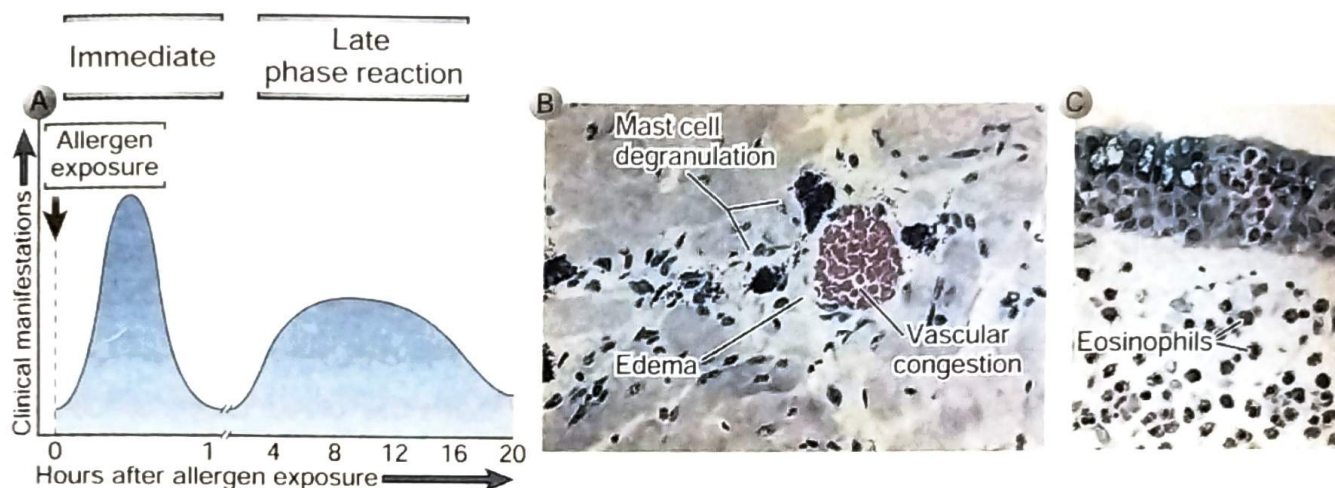 Immediate
Late
phase reaction
A
Allergen
exposure
Clinical manifestations
0
1
4
8
12
16
20
Hours after allergen exposure
B
Mast cell
degranulation
Edema
Vascular
congestion
C
Eosinophils